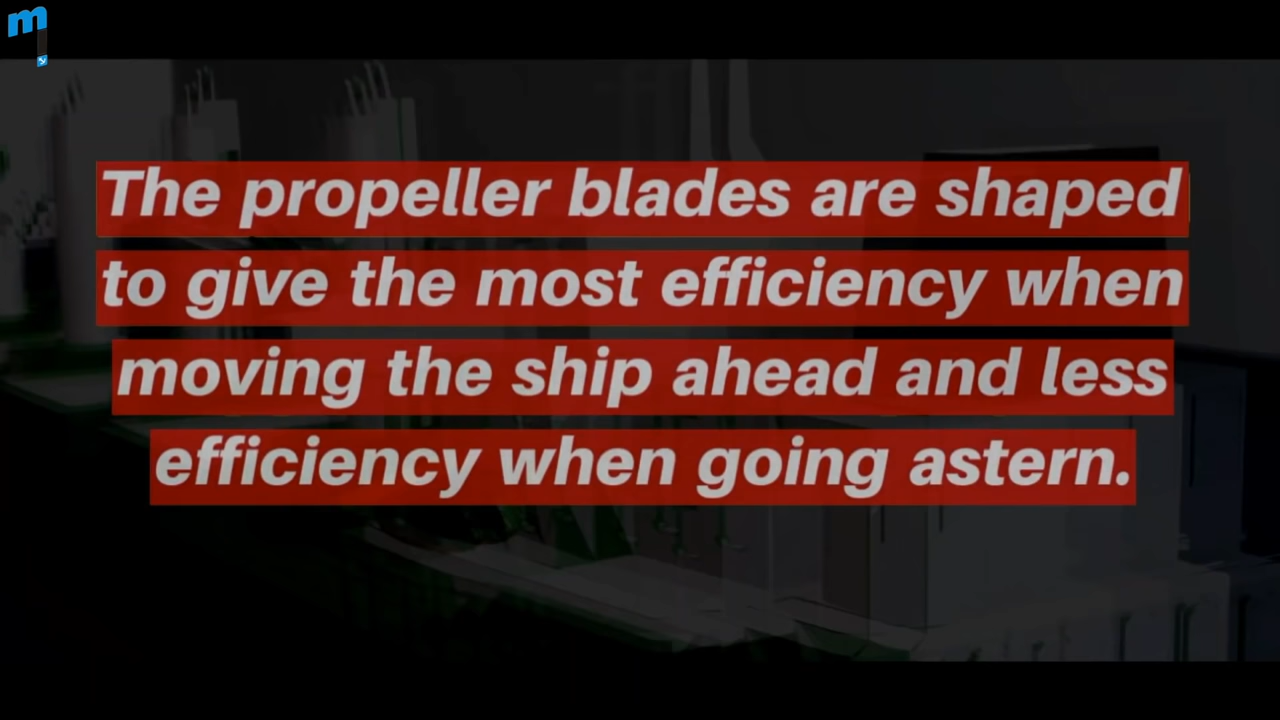 m
The propeller blades are shaped
to give the most efficiency when
moving the ship ahead and less
efficiency when going astern.